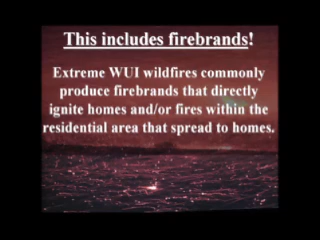 This includes firebrands!
Extreme WUI wildfires commonly
produce firebrands that directly
ignite homes and/or fires within the
residential area that spread to homes.